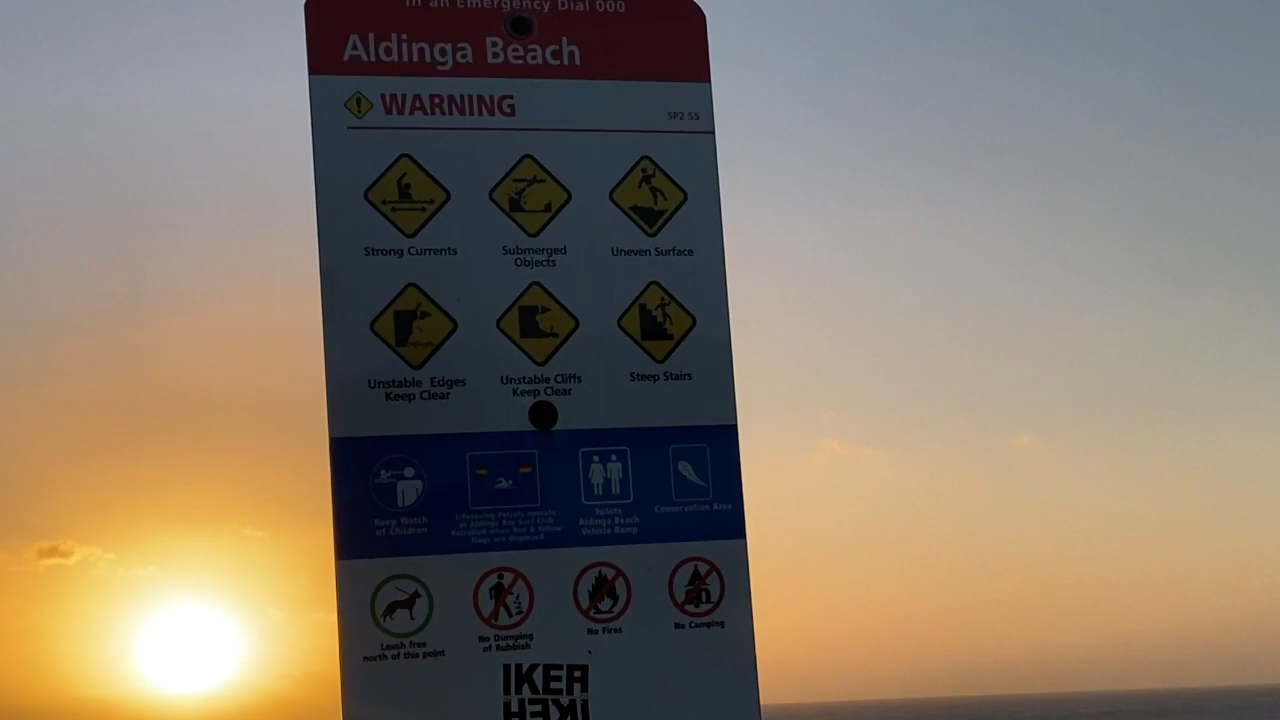 In an Emergency Dial 000
Aldinga Beach
WARNING
SP2 55
Strong Currents
Submerged
Objects
Uneven Surface
Unstable Edges
Keep Clear
Unstable Cliffs
Keep Clear
Steep Stairs
Keep Watch
of Children
Lifesaving Patrols operate
at Aldinga Bay Surf Club
Patrolled when Red & Yellow
flags are displayed
Toilets
Aldinga Beach
Vehicle Ramp
Conservation Area
Leash free
north of this point
No Dumping
of Rubbish
No Fires
No Camping